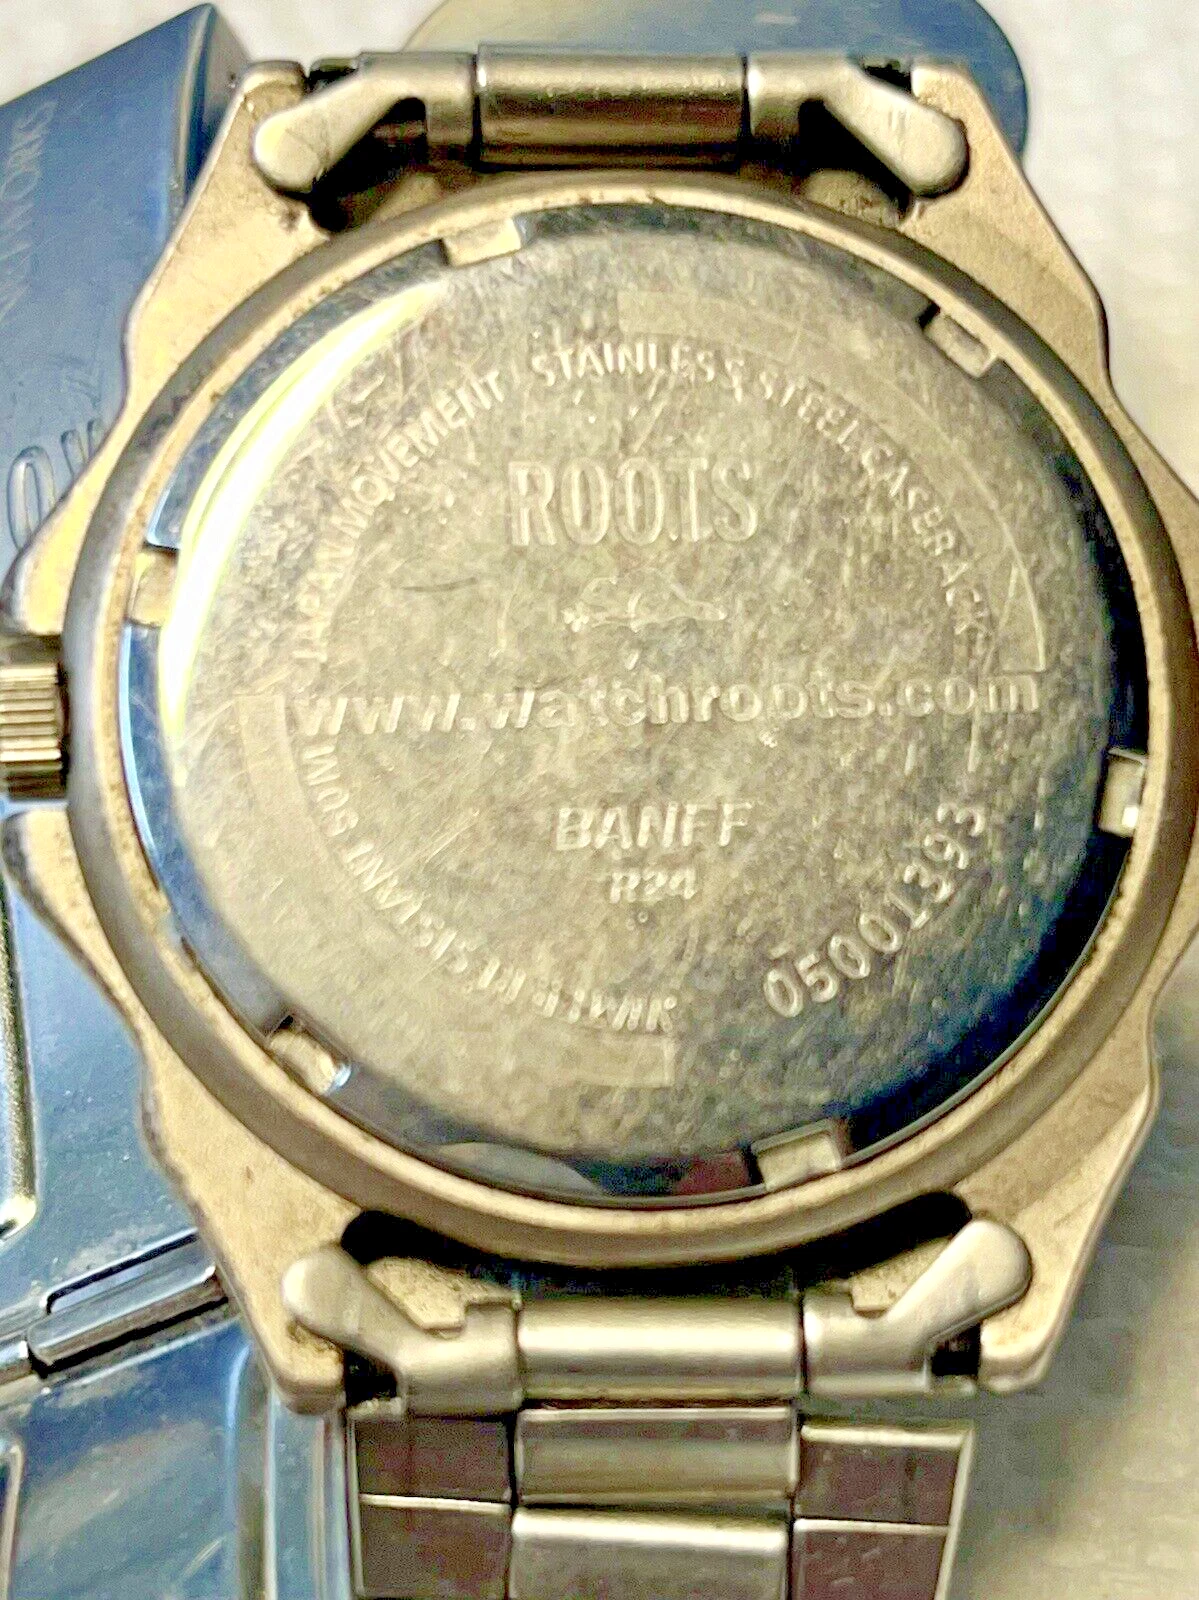 JAPAN MOVEMENT STAINLESS STEEL CASEBACK
ROOTS
www.watchroots.com
BANFF
R24
WATER RESISTANT 50M
05001393